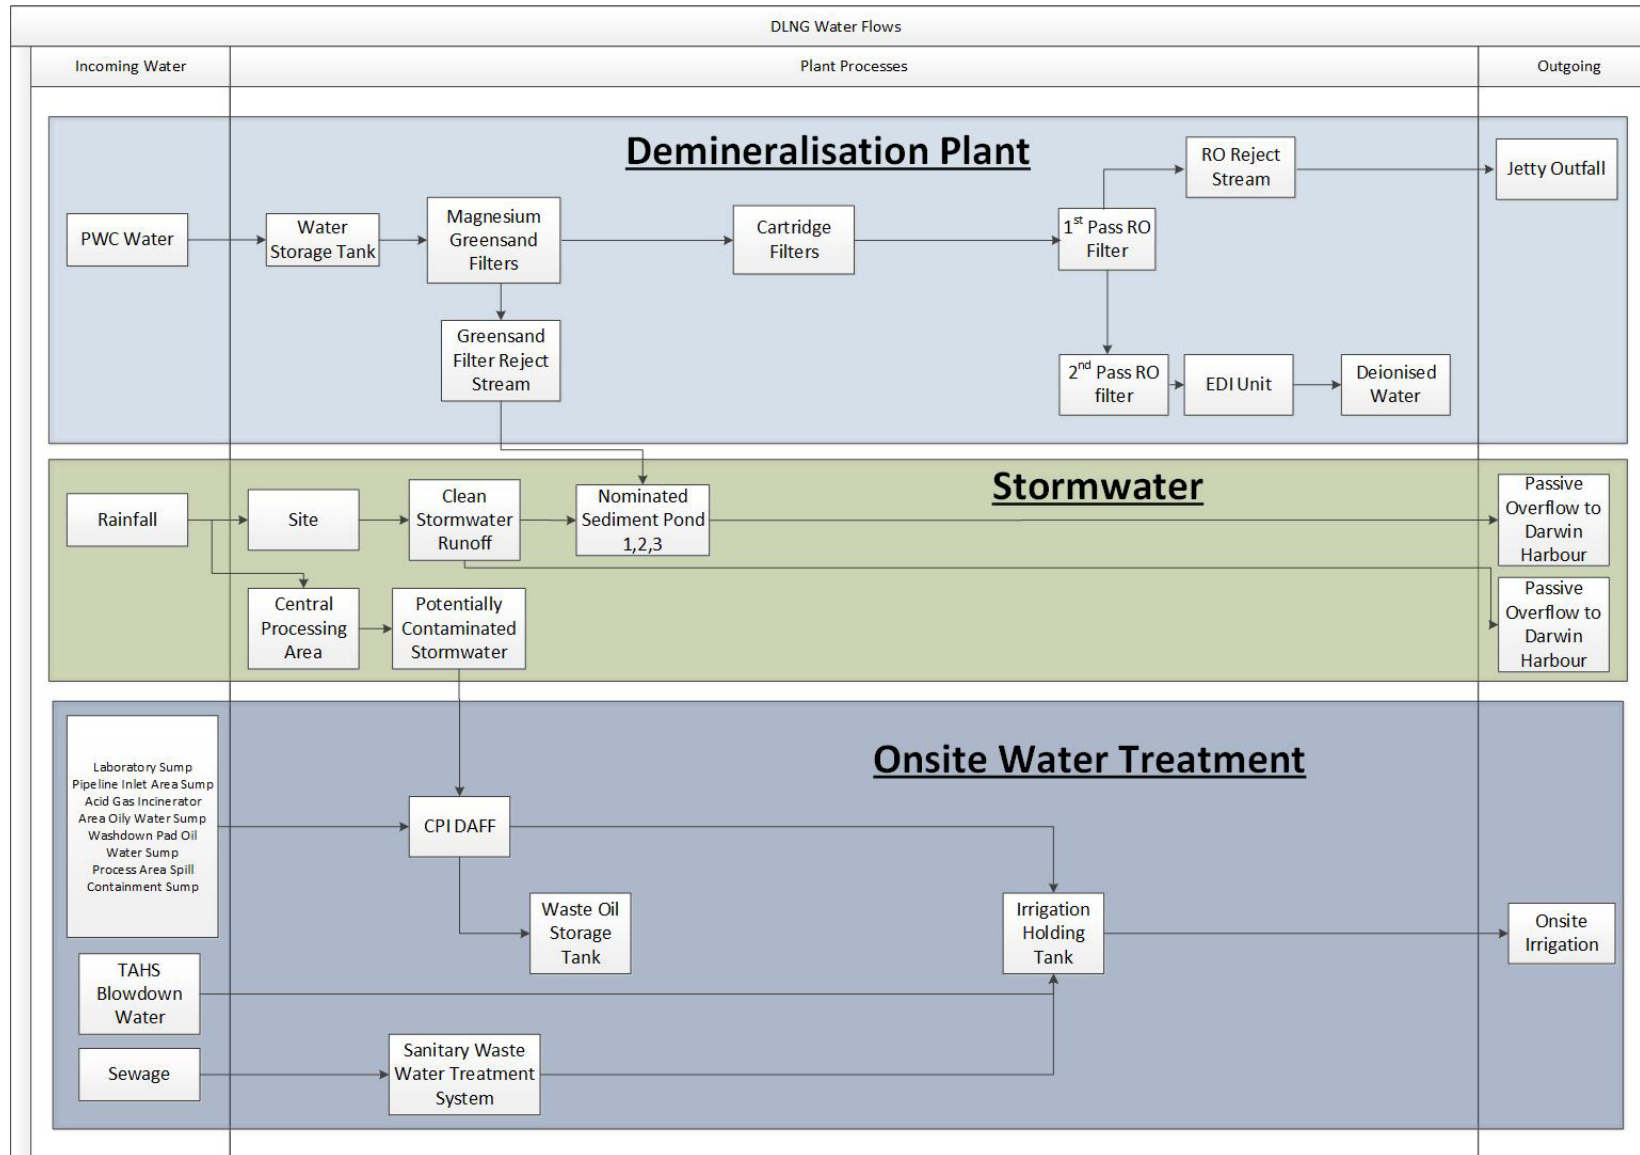 DLNG Water Flows
Incoming Water
Plant Processes
Outgoing
Demineralisation Plant
PWC Water
Water
Storage Tank
Magnesium
Greensand
Filters
Cartridge
Filters
1st Pass RO
Filter
RO Reject
Stream
Jetty Outfall
Greensand
Filter Reject
Stream
2nd Pass RO
filter
EDI Unit
Deionised
Water
Stormwater
Rainfall
Site
Clean
Stormwater
Runoff
Nominated
Sediment Pond
1,2,3
Passive
Overflow to
Darwin
Harbour
Central
Processing
Area
Potentially
Contaminated
Stormwater
Passive
Overflow to
Darwin
Harbour
Onsite Water Treatment
Laboratory Sump
Pipeline Inlet Area Sump
Acid Gas Incinerator
Area Oily Water Sump
Washdown Pad Oil
Water Sump
Process Area Spill
Containment Sump
CPI DAFF
Waste Oil
Storage
Tank
Irrigation
Holding
Tank
Onsite
Irrigation
TAHS
Blowdown
Water
Sewage
Sanitary Waste
Water Treatment
System